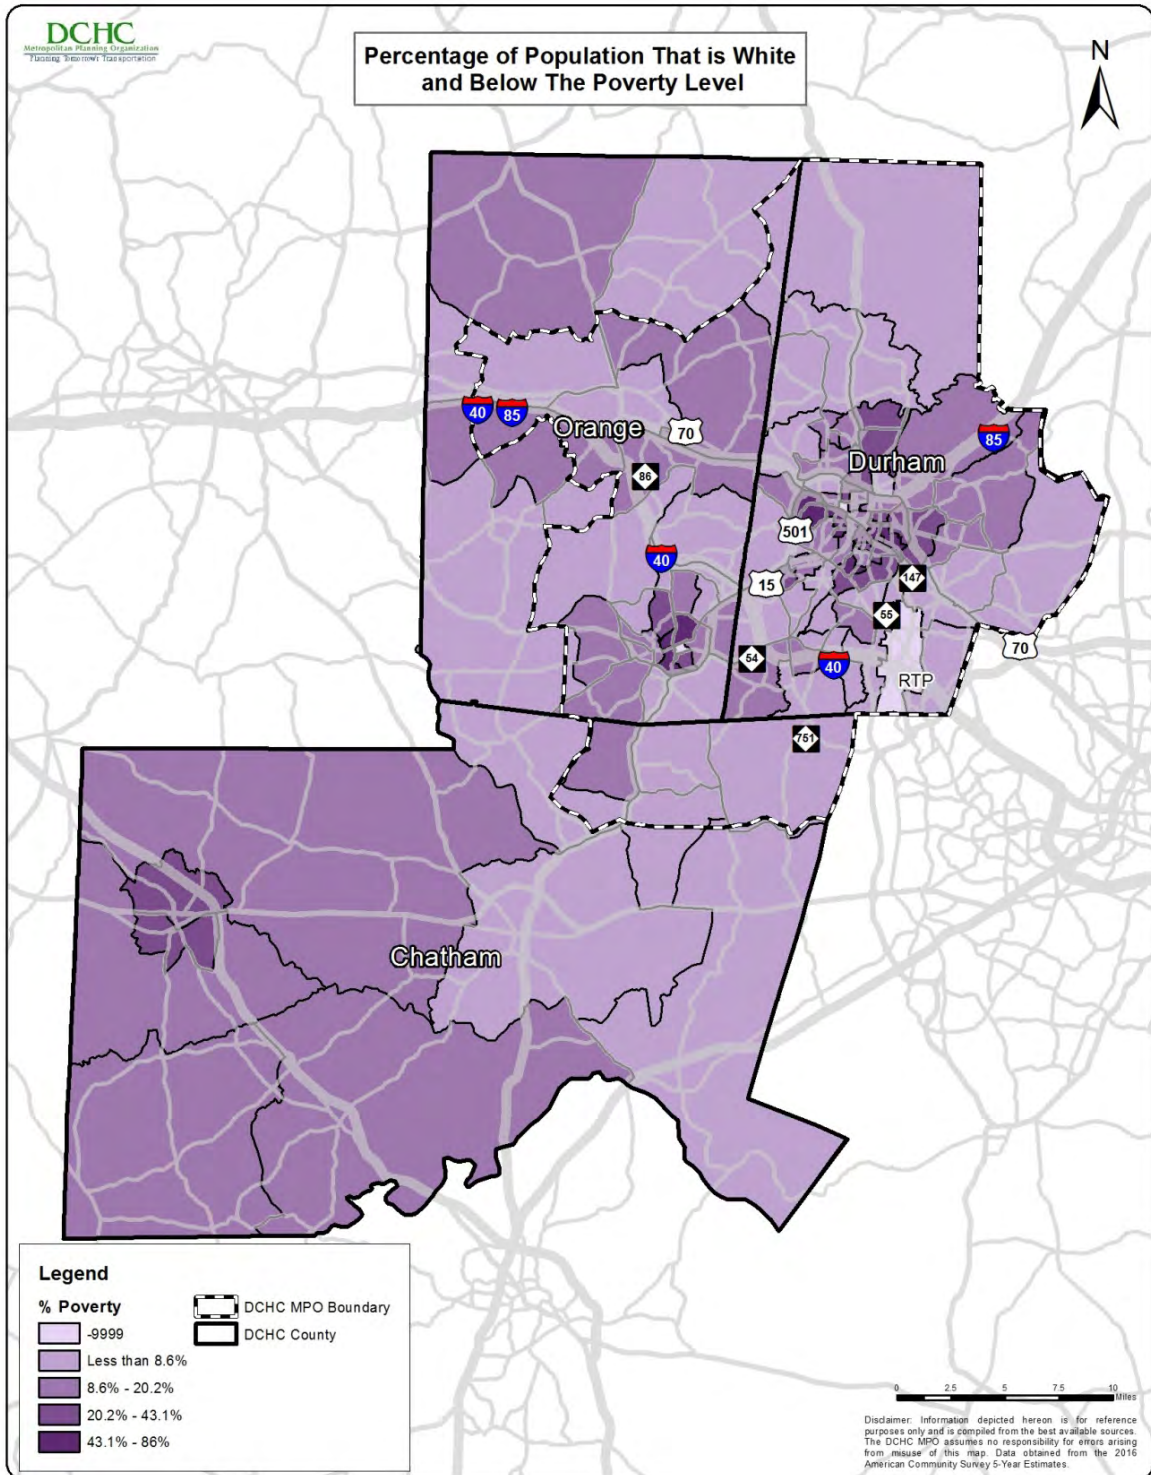 DCHC
Metropolitan Planning Organization
Planning Tomorrow's Transportation
Percentage of Population That is White
and Below The Poverty Level
N
40
85
Orange
70
86
Durham
85
501
40
15
147
55
54
40
70
RTP
751
Chatham
Legend
% Poverty
-9999
Less than 8.6%
8.6% - 20.2%
20.2% - 43.1%
43.1% - 86%
DCHC MPO Boundary
DCHC County
0 2.5 5 7.5 10
Miles
Disclaimer: Information depicted hereon is for reference
purposes only and is compiled from the best available sources.
The DCHC MPO assumes no responsibility for errors arising
from misuse of this map. Data obtained from the 2016
American Community Survey 5-Year Estimates.